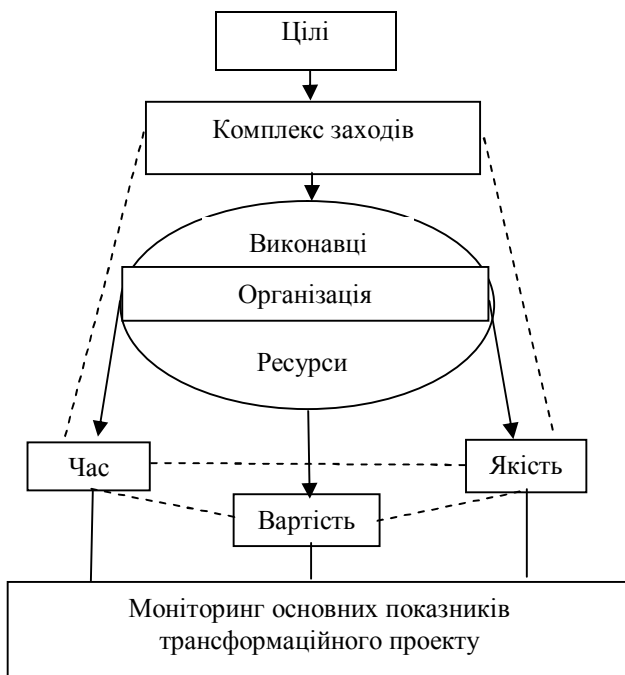 Цілі
Комплекс заходів
Виконавці
Організація
Ресурси
Час
Якість
Вартість
Моніторинг основних показників
трансформаційного проекту